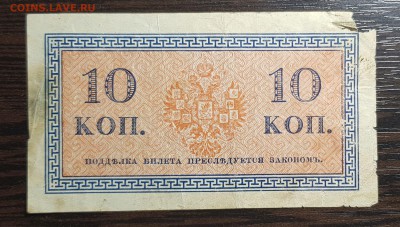 COINS.LAVE.RU
10 10
КОП. КОП.
ПОДДѢЛКА БИЛЕТА ПРЕСЛѢДУЕТСЯ ЗАКОНОМЪ.